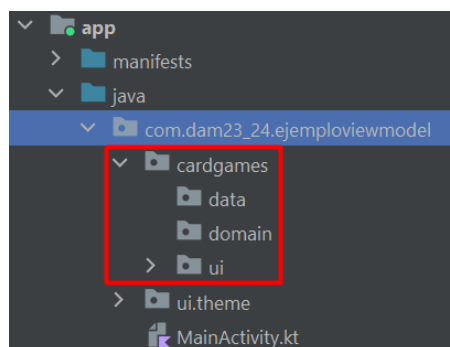 app
manifests
java
com.dam23_24.ejemploviewmodel
cardgames
data
domain
ui
ui.theme
MainActivity.kt